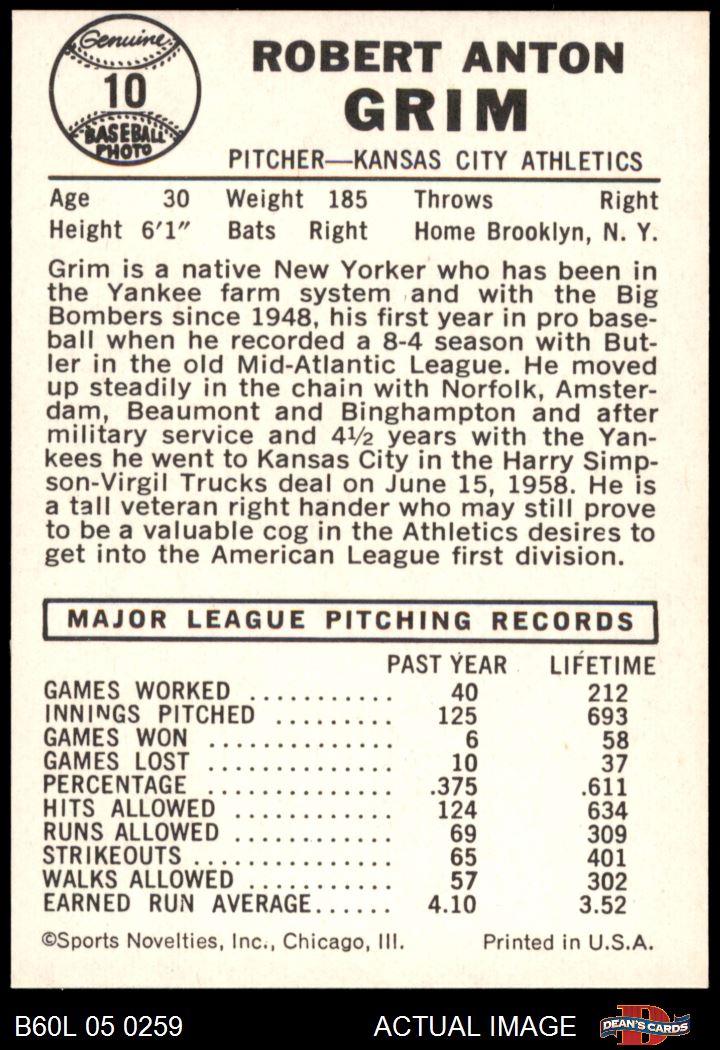 Genuine
10
BASEBALL
PHOTO
ROBERT ANTON
GRIM
PITCHER—KANSAS CITY ATHLETICS
Age 30 Weight 185 Throws Right
Height 6'1" Bats Right Home Brooklyn, N. Y.
Grim is a native New Yorker who has been in
the Yankee farm system and with the Big
Bombers since 1948, his first year in pro base-
ball when he recorded a 8-4 season with But-
ler in the old Mid-Atlantic League. He moved
up steadily in the chain with Norfolk, Amster-
dam, Beaumont and Binghampton and after
military service and 4½ years with the Yan-
kees he went to Kansas City in the Harry Simp-
son-Virgil Trucks deal on June 15, 1958. He is
a tall veteran right hander who may still prove
to be a valuable cog in the Athletics desires to
get into the American League first division.
MAJOR LEAGUE PITCHING RECORDS
PAST YEAR LIFETIME
GAMES WORKED ........... 40 212
INNINGS PITCHED ......... 125 693
GAMES WON .............. 6 58
GAMES LOST .............. 10 37
PERCENTAGE .............. .375 .611
HITS ALLOWED ............ 124 634
RUNS ALLOWED ............ 69 309
STRIKEOUTS ............... 65 401
WALKS ALLOWED ........... 57 302
EARNED RUN AVERAGE...... 4.10 3.52
©Sports Novelties, Inc., Chicago, Ill. Printed in U.S.A.
B60L 05 0259 ACTUAL IMAGE D DEAN'S CARDS